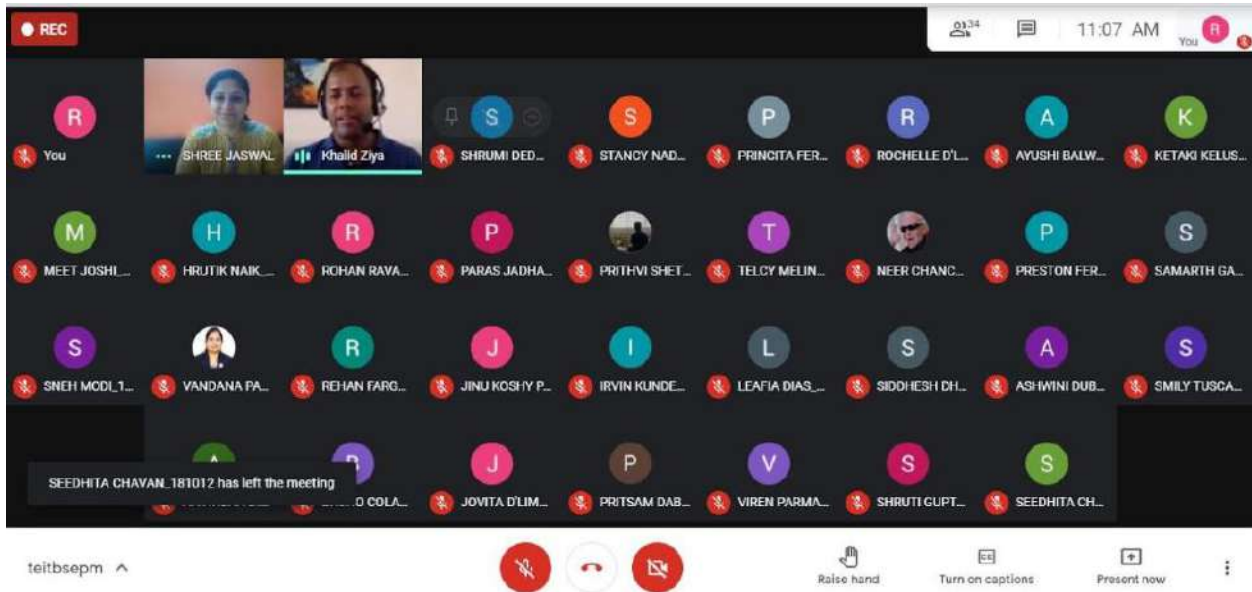 REC
34
11:07 AM
You
R
R
S
S
P
R
A
K
You
SHREE JASWAL
Khalid Ziya
SHRUMI DED...
STANCY NAD...
PRINCITA FER...
ROCHELLE D'L...
AYUSHI BALW...
KETAKI KELUS...
M
H
R
P
T
P
S
MEET JOSHI_...
HRUTIK NAIK_...
ROHAN RAVA...
PARAS JADHA...
PRITHVI SHET...
TELCY MELIN...
NEER CHANC...
PRESTON FER...
SAMARTH GA...
S
R
J
I
L
S
A
S
SNEH MODI_1...
VANDANA PA...
REHAN FARG...
JINU KOSHY P...
IRVIN KUNDE...
LEAFIA DIAS_...
SIDDHESH DH...
ASHWINI DUB...
SMILY TUSCA...
J
P
V
S
S
SEEDHITA CHAVAN_181012 has left the meeting
COLA...
JOVITA D'LIM...
PRITSAM DAB...
VIREN PARMA...
SHRUTI GUPT...
SEEDHITA CH...
teitbsepm
Raise hand
CC
Turn on captions
Present now